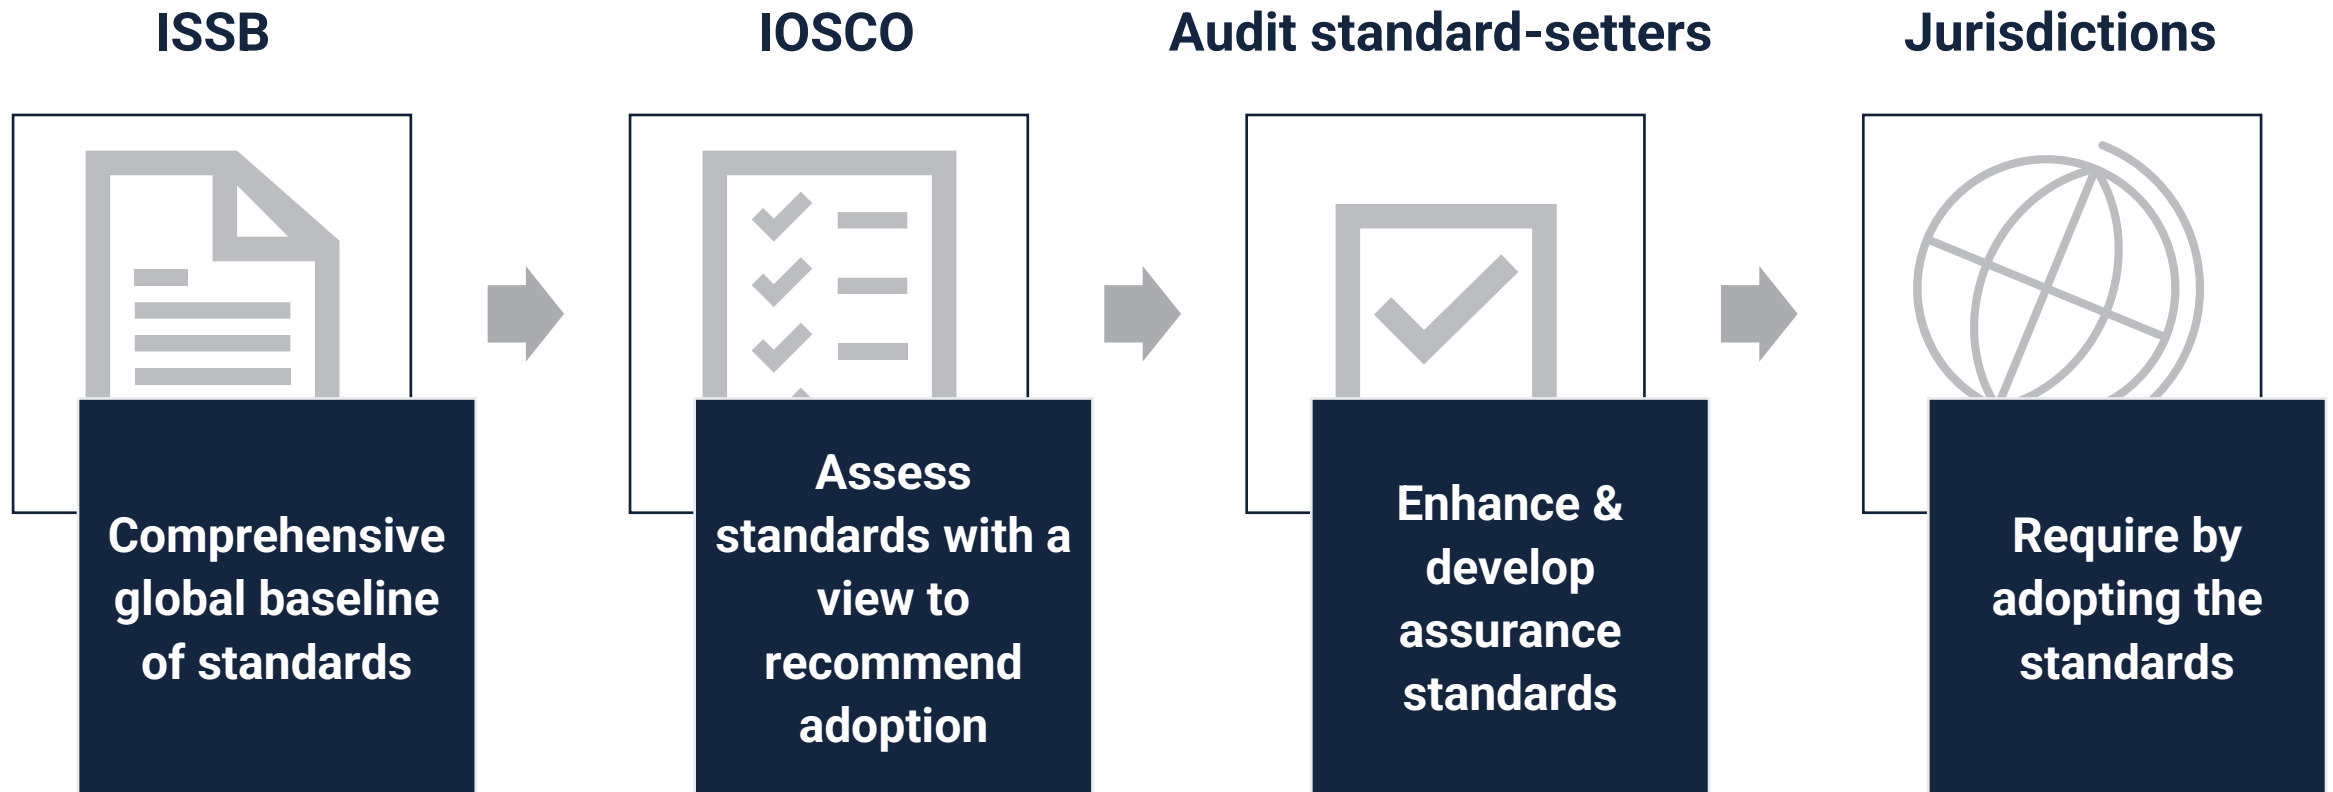 ISSB
Comprehensive
global baseline
of standards
IOSCO
Assess
standards with a
view to
recommend
adoption
Audit standard-setters
Enhance &
develop
assurance
standards
Jurisdictions
Require by
adopting the
standards